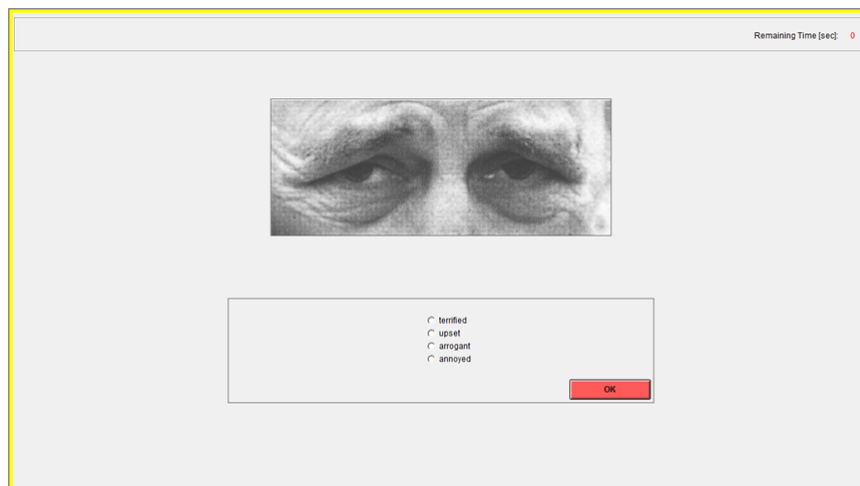 Remaining Time [sec]: 0
terrified
upset
arrogant
annoyed
OK